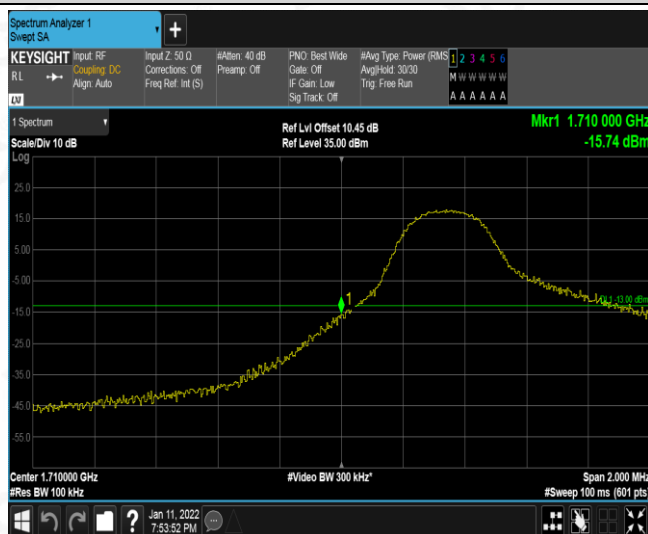 Spectrum Analyzer 1
Swept SA
+
KEYSIGHT
RL
LXI
Input: RF
Coupling: DC
Align: Auto
Input Z: 50 Ω
Corrections: Off
Freq Ref: Int (S)
#Atten: 40 dB
Preamp: Off
PNO: Best Wide
Gate: Off
IF Gain: Low
Sig Track: Off
#Avg Type: Power (RMS
Avg|Hold: 30/30
Trig: Free Run
1 2 3 4 5 6
M W W W W W
A A A A A A
1 Spectrum
Scale/Div 10 dB
Ref Lvl Offset 10.45 dB
Ref Level 35.00 dBm
Mkr1 1.710 000 GHz
-15.74 dBm
Log
25.0
15.0
5.00
-5.00
-15.0
-25.0
-35.0
-45.0
-55.0
1
DL1 -13.00 dBm
Center 1.710000 GHz
#Res BW 100 kHz
#Video BW 300 kHz*
Span 2.000 MHz
#Sweep 100 ms (601 pts)
?
Jan 11, 2022
7:53:52 PM